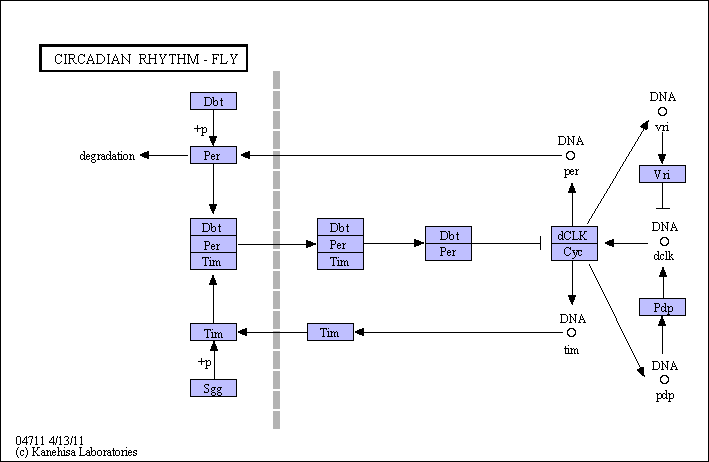 CIRCADIAN RHYTHM - FLY
Dbt
+p
degradation
Per
DNA
per
DNA
vri
Vri
Dbt
Per
Tim
Dbt
Per
Tim
Dbt
Per
dCLK
Cyc
DNA
dclk
Pdp
Tim
Tim
DNA
tim
+p
Sgg
DNA
pdp
04711 4/13/11
(c) Kanehisa Laboratories